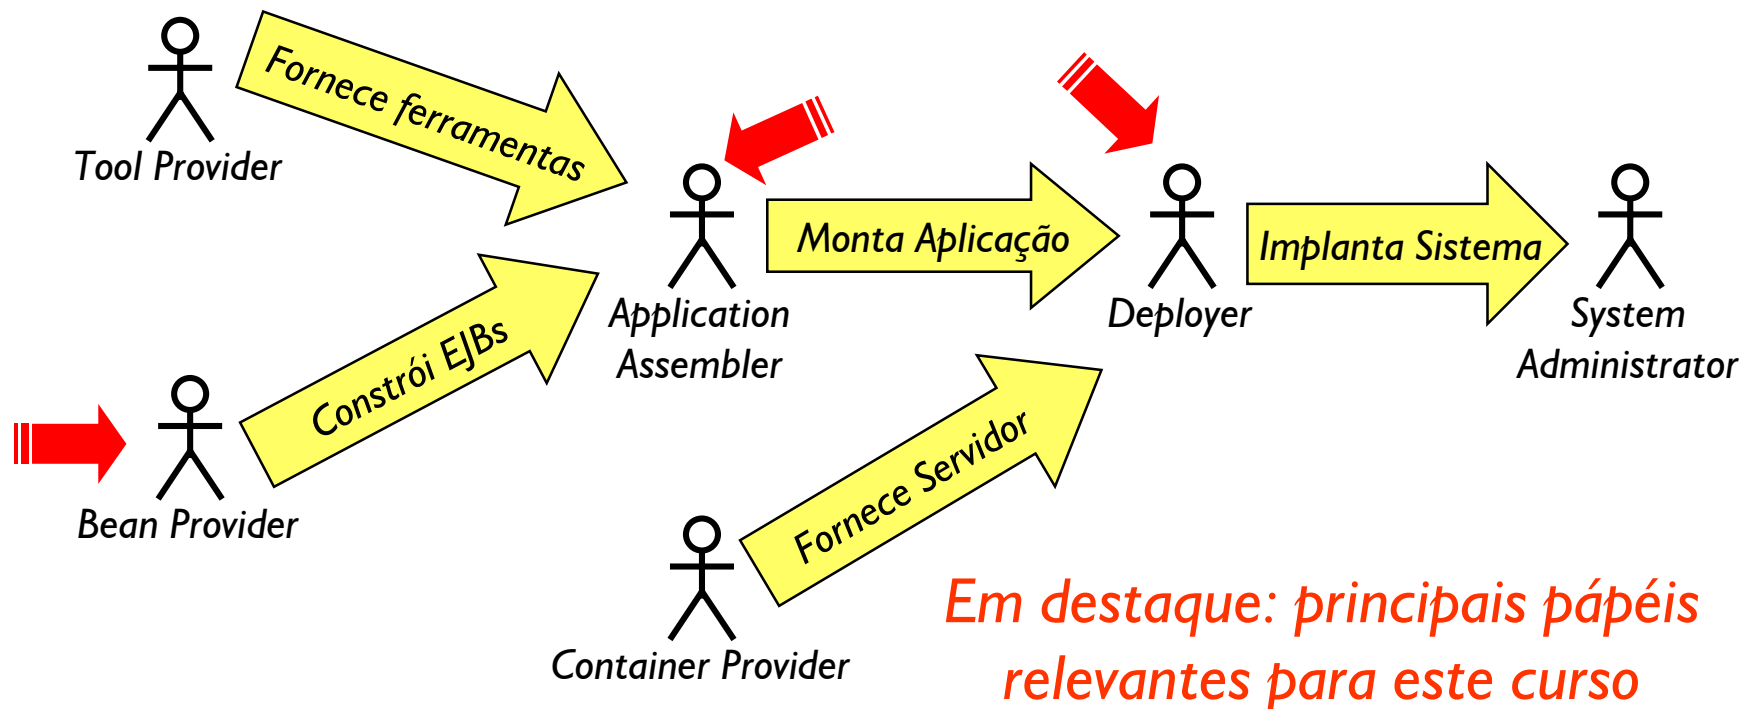 Fornece ferramentas
Tool Provider
Monta Aplicação
Implanta Sistema
Application
Assembler
Deployer
System
Administrator
Constrói EJBs
Bean Provider
Fornece Servidor
Container Provider
Em destaque: principais pápéis
relevantes para este curso